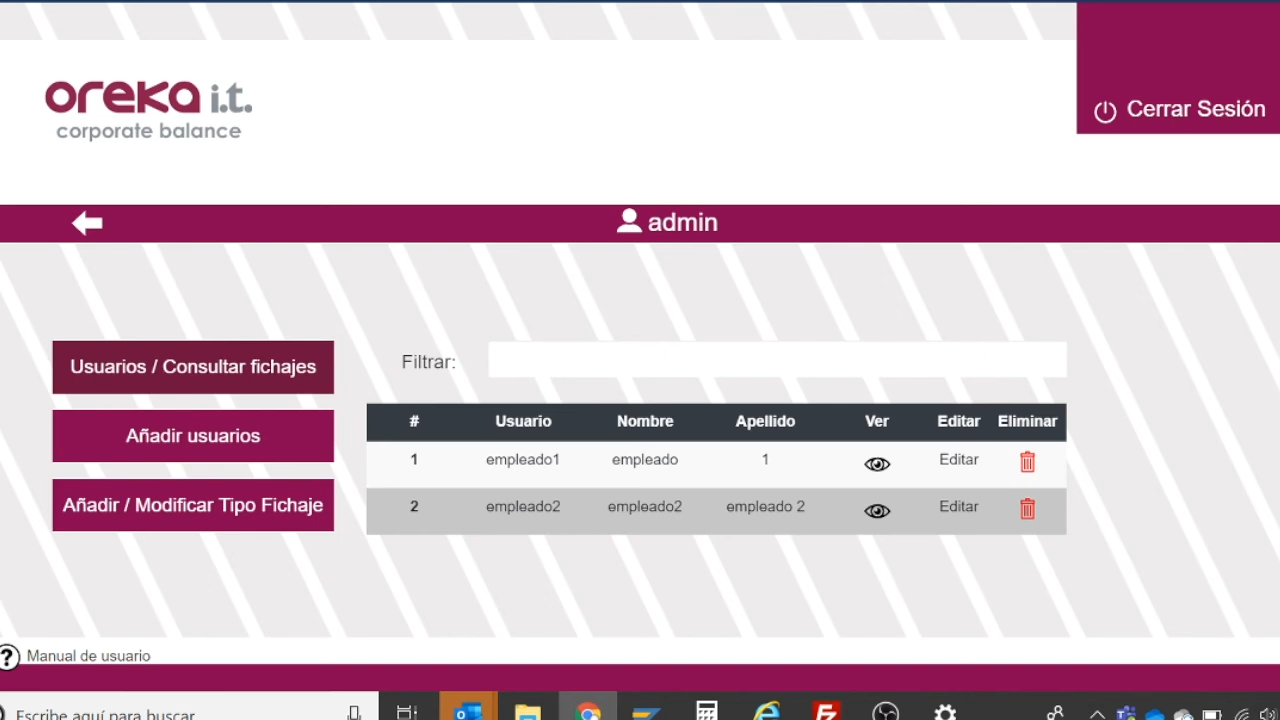 oreka i.t.
corporate balance
Cerrar Sesión
admin
Usuarios / Consultar fichajes
Añadir usuarios
Añadir / Modificar Tipo Fichaje
Filtrar:
# Usuario Nombre Apellido Ver Editar Eliminar
1 empleado1 empleado 1 Editar
2 empleado2 empleado2 empleado 2 Editar
? Manual de usuario
Escribe aquí para buscar